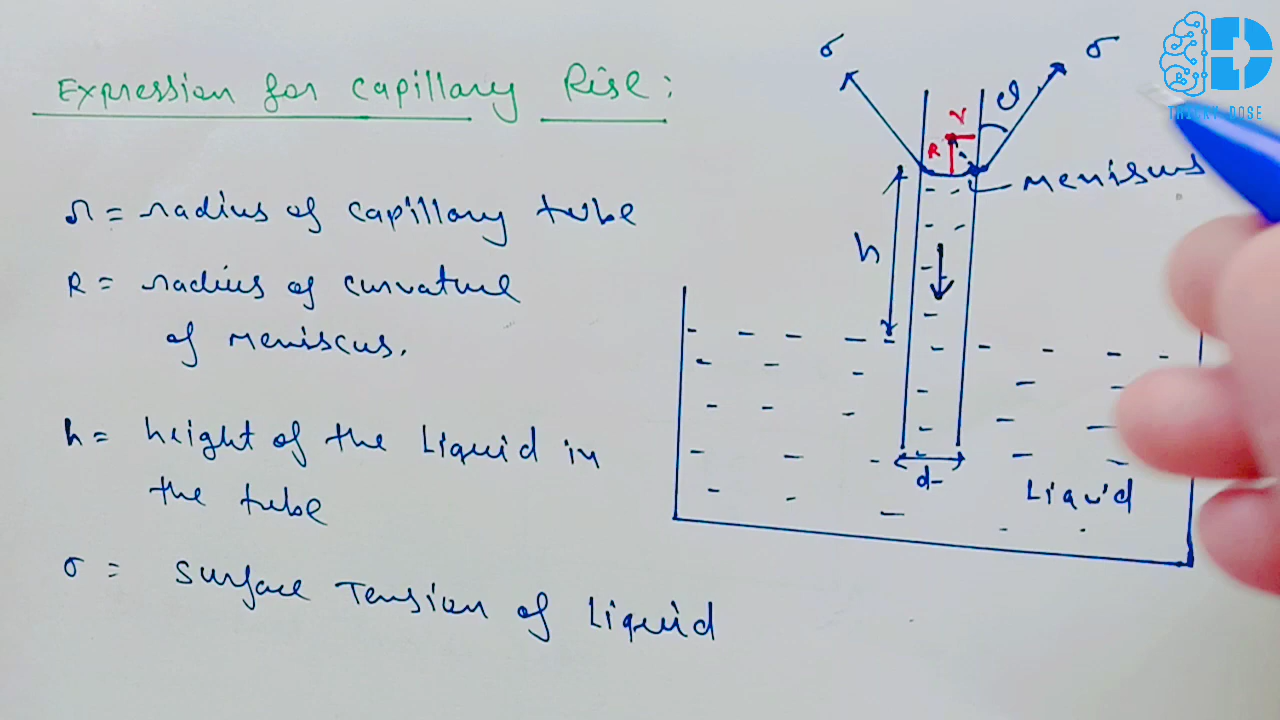 Expression for Capillary Rise:
r = radius of capillary tube
R = radius of curvature
of meniscus.
h = height of the Liquid in
the tube
σ = Surface Tension of Liquid
σ
σ
θ
r
R
meniscus
h
d
Liquid